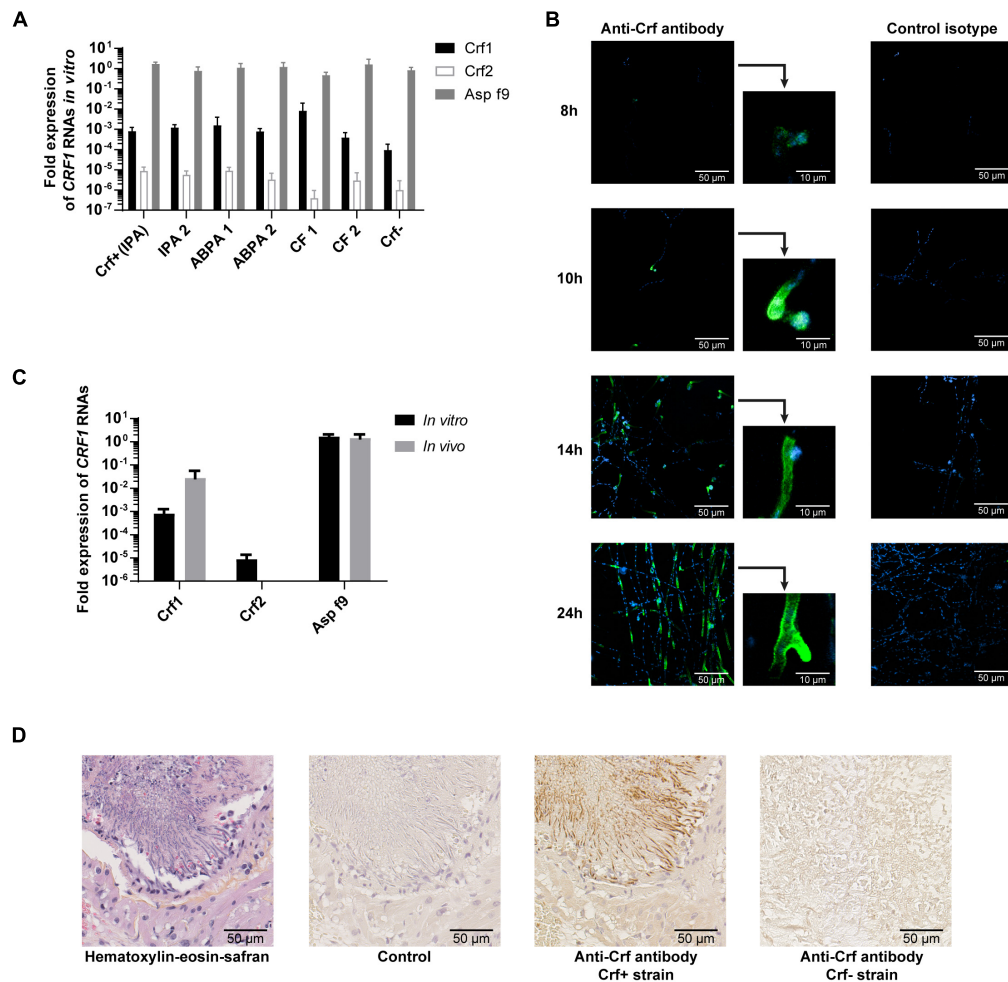 A
Fold expression
of CRF1 RNAs in vitro
10^1
10^0
10^-1
10^-2
10^-3
10^-4
10^-5
10^-6
10^-7
Crf1
Crf2
Asp f9
Crf+ (IPA)
IPA 2
ABPA 1
ABPA 2
CF 1
CF 2
Crf-
B
Anti-Crf antibody
Control isotype
8h
50 µm
10 µm
50 µm
10h
50 µm
10 µm
50 µm
14h
50 µm
10 µm
50 µm
24h
50 µm
10 µm
50 µm
C
Fold expression of CRF1 RNAs
10^1
10^0
10^-1
10^-2
10^-3
10^-4
10^-5
10^-6
In vitro
In vivo
Crf1
Crf2
Asp f9
D
50 µm
50 µm
50 µm
50 µm
Hematoxylin-eosin-safran
Control
Anti-Crf antibody
Crf+ strain
Anti-Crf antibody
Crf- strain